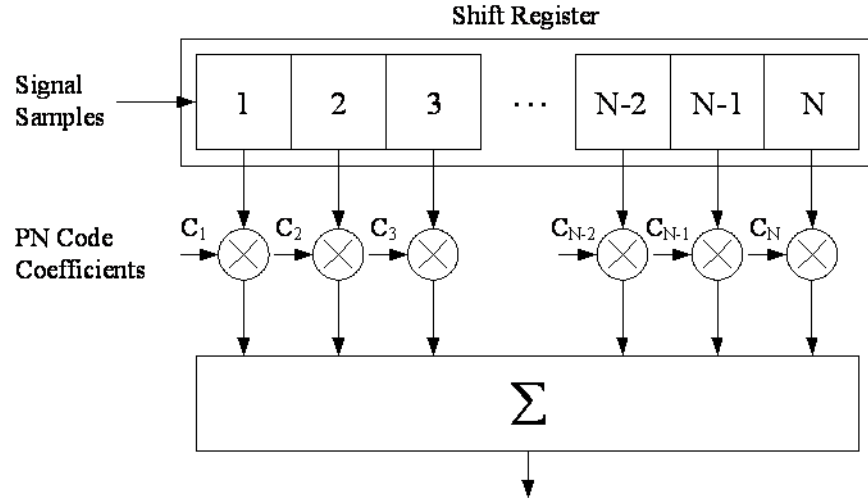 Shift Register
Signal
Samples
1 2 3 ... N-2 N-1 N
PN Code
Coefficients
C1 C2 C3 CN-2 CN-1 CN
Σ